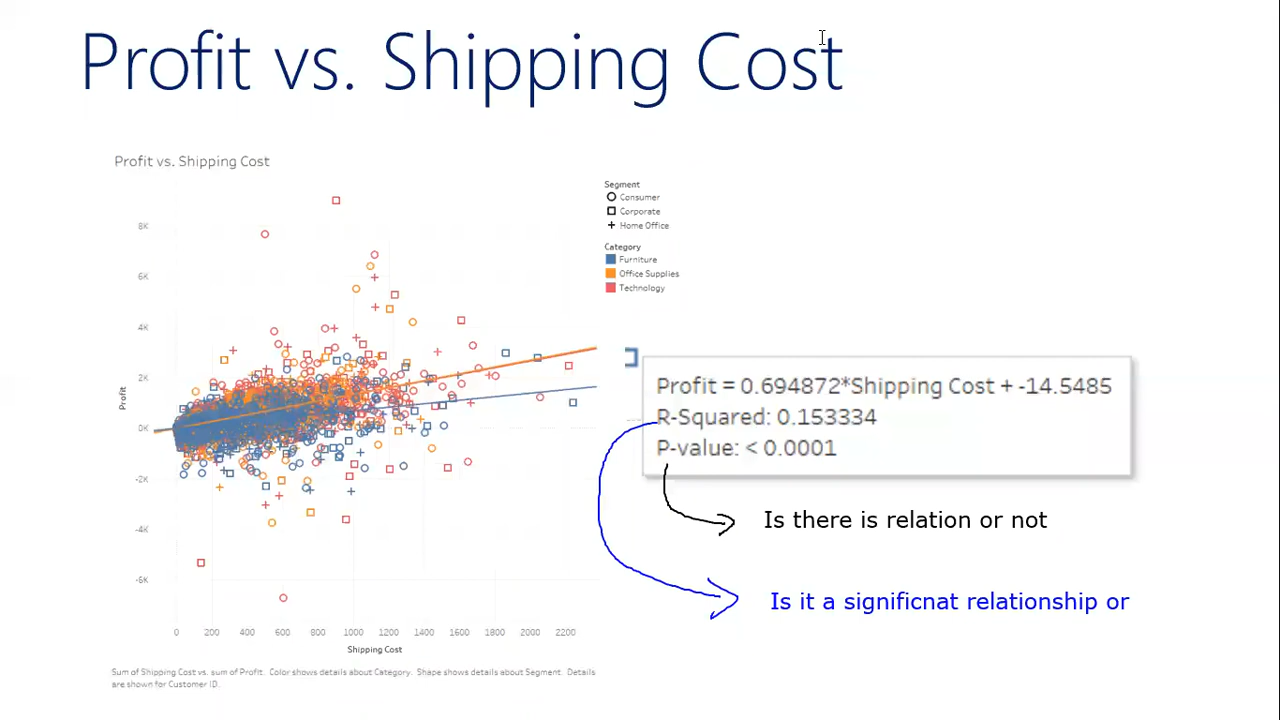 Profit vs. Shipping Cost
Profit vs. Shipping Cost
Segment
Consumer
Corporate
Home Office
Category
Furniture
Office Supplies
Technology
8K
6K
4K
2K
0K
-2K
-4K
-6K
Profit
0 200 400 600 800 1000 1200 1400 1600 1800 2000 2200
Shipping Cost
Sum of Shipping Cost vs. sum of Profit. Color shows details about Category. Shape shows details about Segment. Details
are shown for Customer ID.
Profit = 0.694872*Shipping Cost + -14.5485
R-Squared: 0.153334
P-value: < 0.0001
Is there is relation or not
Is it a significnat relationship or